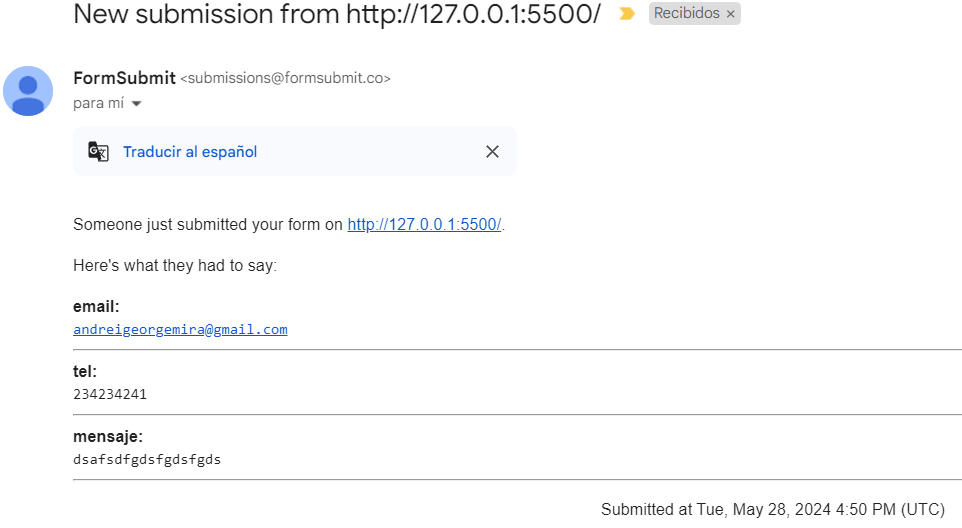 New submission from http://127.0.0.1:5500/ Recibidos ×
FormSubmit <submissions@formsubmit.co>
para mí
Traducir al español
Someone just submitted your form on http://127.0.0.1:5500/.
Here's what they had to say:
email:
andreigeorgemira@gmail.com
tel:
234234241
mensaje:
dsafsdfgdsfgdsfgds
Submitted at Tue, May 28, 2024 4:50 PM (UTC)